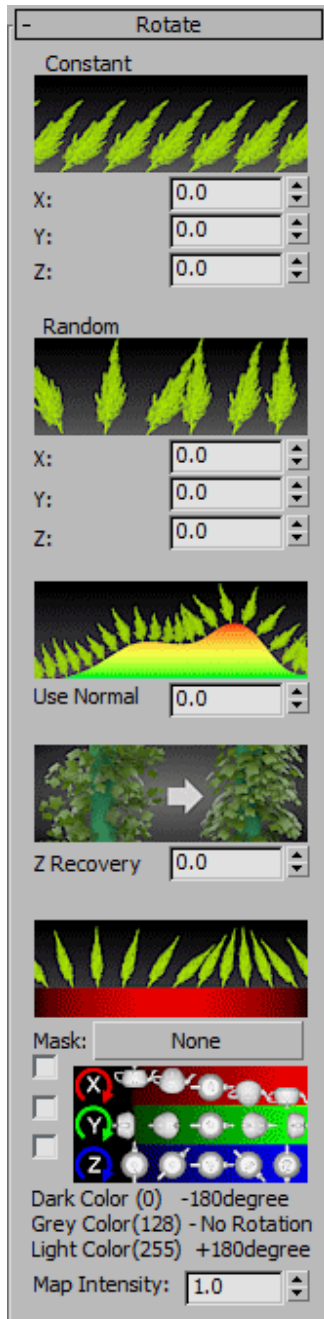 - Rotate
Constant
X: 0.0
Y: 0.0
Z: 0.0
Random
X: 0.0
Y: 0.0
Z: 0.0
Use Normal 0.0
Z Recovery 0.0
Mask: None
X
Y
Z
Dark Color (0) -180degree
Grey Color(128) - No Rotation
Light Color(255) +180degree
Map Intensity: 1.0